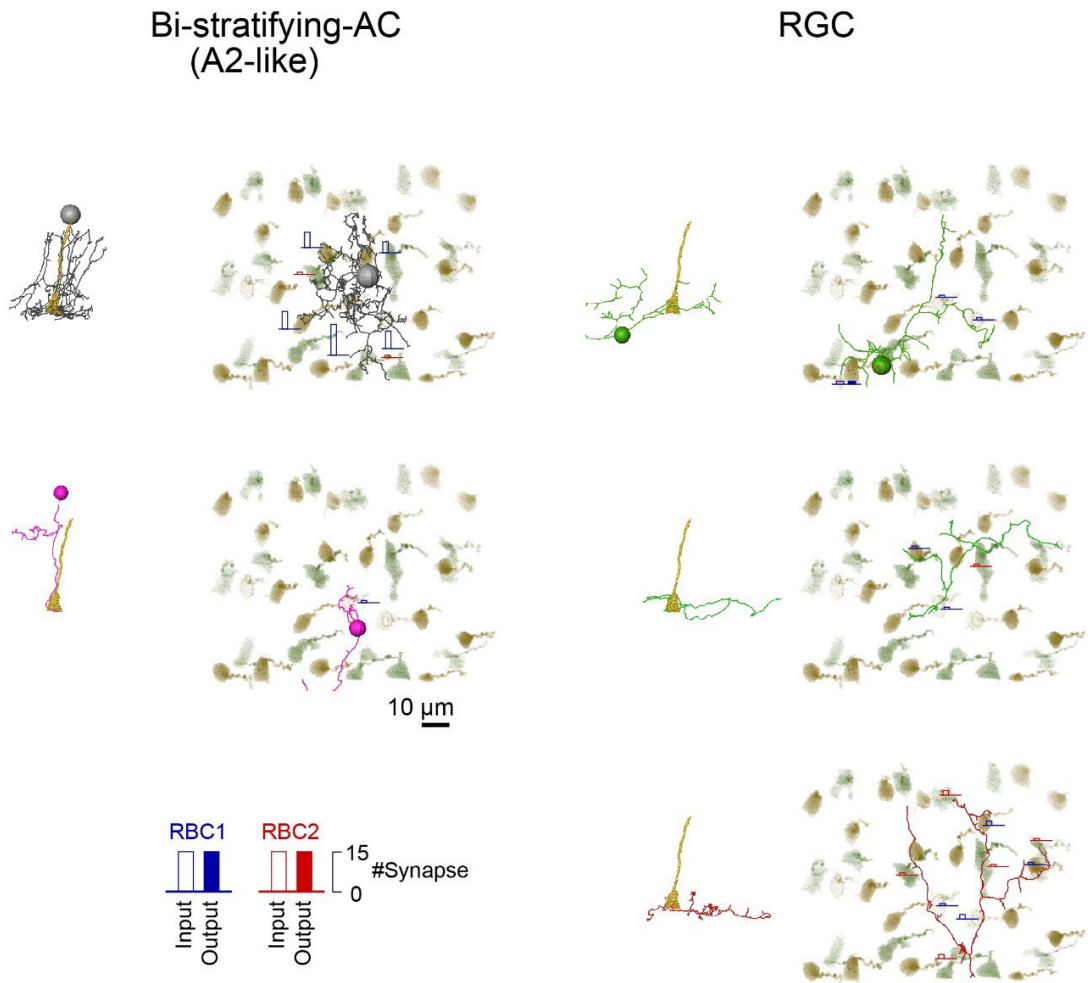 Bi-stratifying-AC
(A2-like)
RGC
10 µm
RBC1
RBC2
15
0
#Synapse
Input
Output
Input
Output